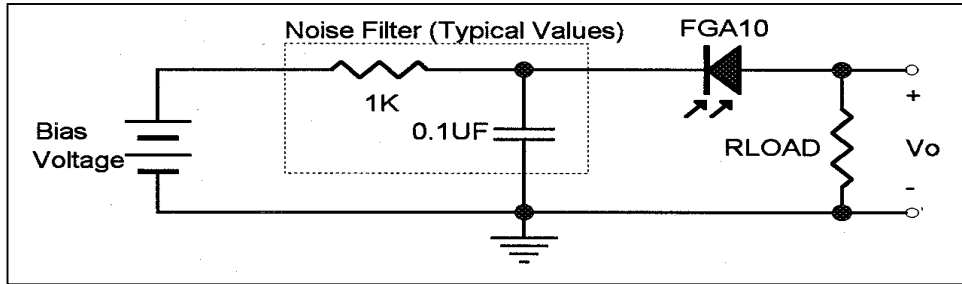 Noise Filter (Typical Values)
FGA10
1K
0.1UF
Bias
Voltage
RLOAD
+
Vo
-